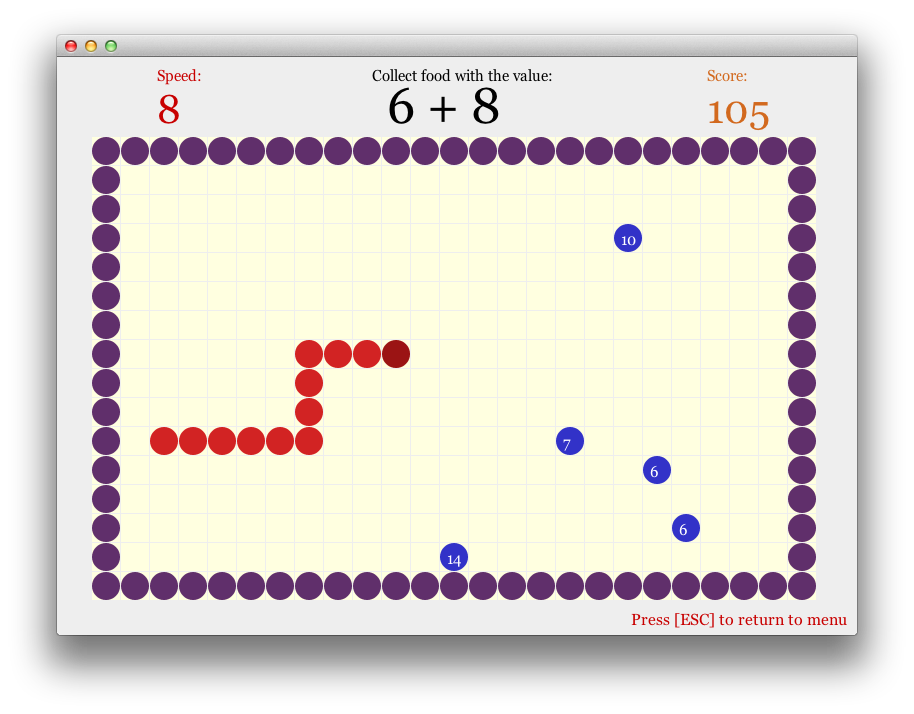 Speed:
Collect food with the value:
Score:
8
6 + 8
105
10
7
6
6
14
Press [ESC] to return to menu